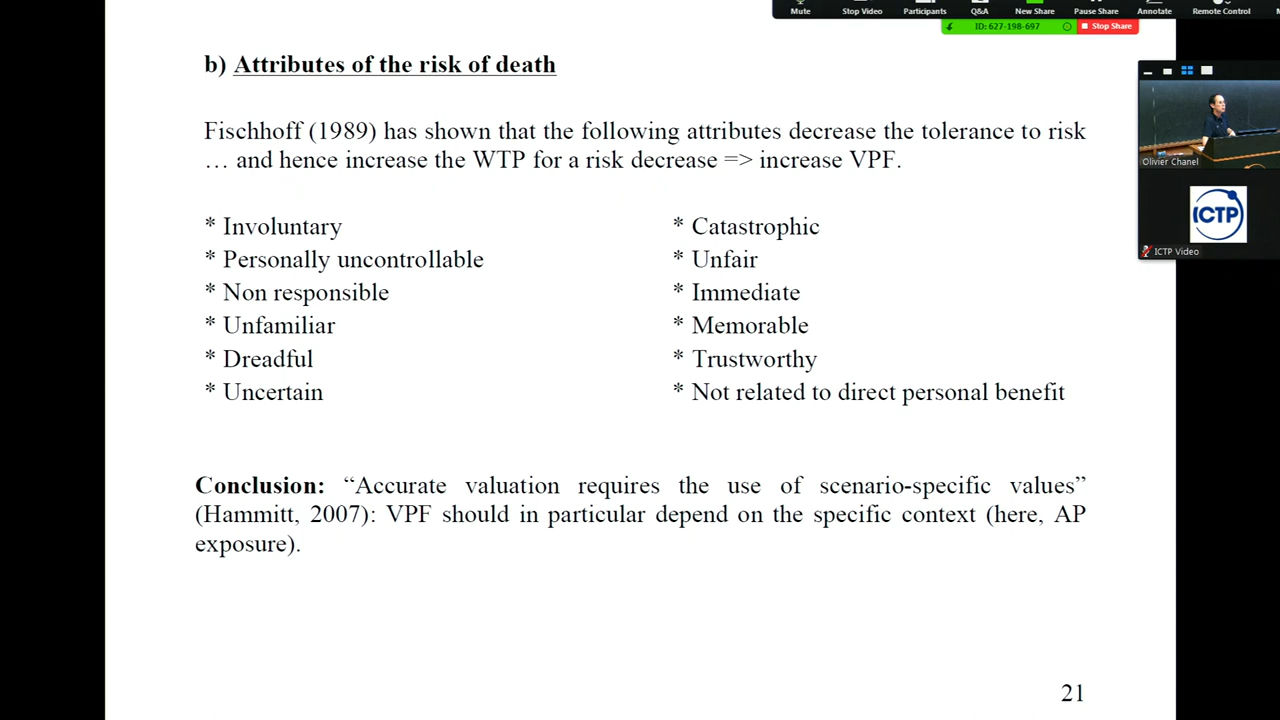 Mute
Stop Video
Participants
Q&A
New Share
Pause Share
Annotate
Remote Control
ID: 627-198-697
Stop Share
b) Attributes of the risk of death
Fischhoff (1989) has shown that the following attributes decrease the tolerance to risk
… and hence increase the WTP for a risk decrease => increase VPF.
* Involuntary
* Personally uncontrollable
* Non responsible
* Unfamiliar
* Dreadful
* Uncertain
* Catastrophic
* Unfair
* Immediate
* Memorable
* Trustworthy
* Not related to direct personal benefit
Conclusion: “Accurate valuation requires the use of scenario-specific values”
(Hammitt, 2007): VPF should in particular depend on the specific context (here, AP
exposure).
21
Olivier Chanel
ICTP
ICTP Video